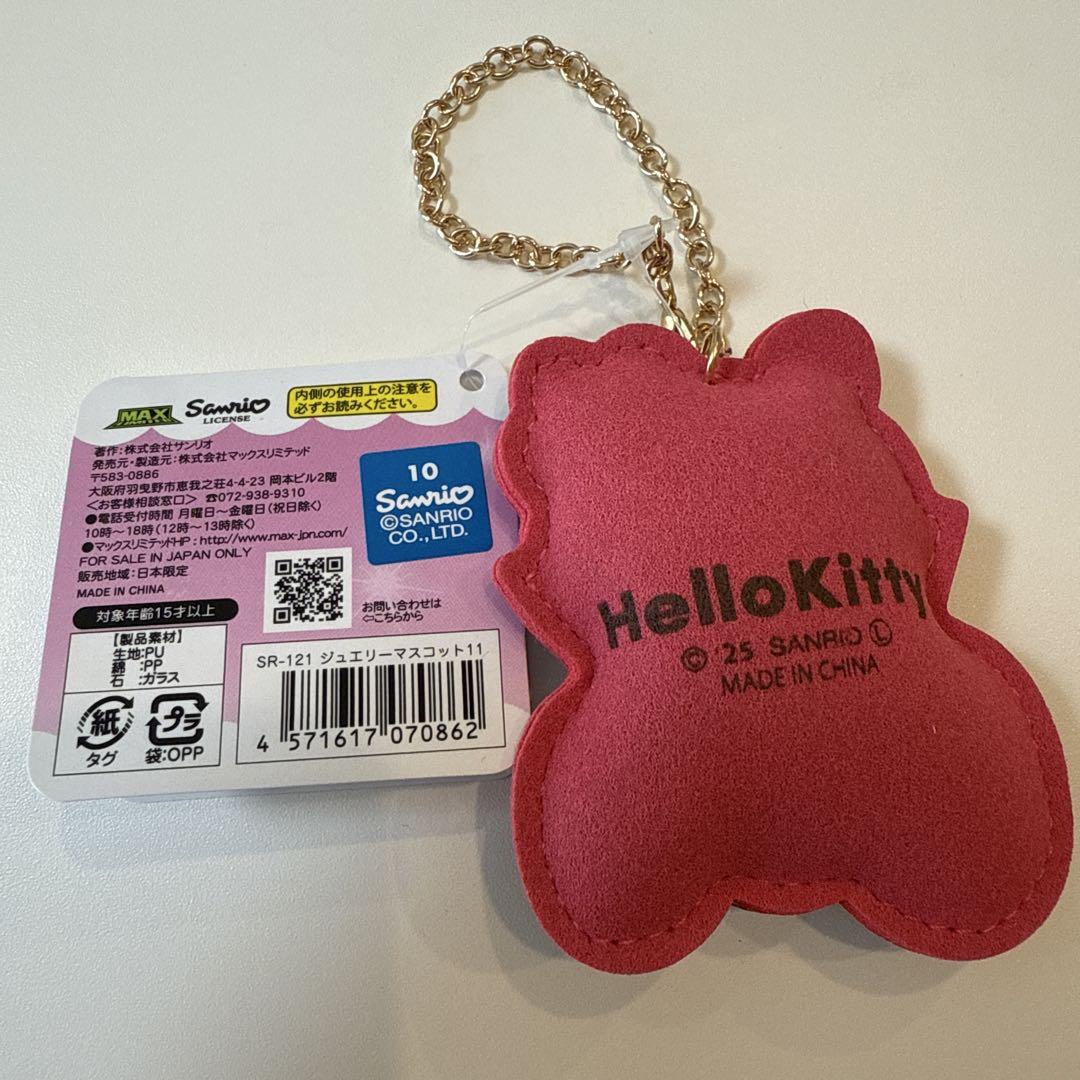 MAX
LIMITED
Sanrio
LICENSE
内側の使用上の注意を
必ずお読みください。
著作：株式会社サンリオ
発売元・製造元：株式会社マックスリミテッド
〒583-0886
大阪府羽曳野市恵我之荘4-4-23 岡本ビル2階
＜お客様相談窓口＞ ☎072-938-9310
●電話受付時間 月曜日〜金曜日（祝日除く）
10時〜18時（12時〜13時除く）
●マックスリミテッドHP：http://www.max-jpn.com/
FOR SALE IN JAPAN ONLY
販売地域：日本限定
MADE IN CHINA
10
Sanrio
©SANRIO
CO.,LTD.
対象年齢15才以上
お問い合わせは
⇦こちらから
【製品素材】
生地:PU
綿 :PP
石 :ガラス
紙
タグ
プラ
袋:OPP
SR-121 ジュエリーマスコット11
4 571617 070862
HelloKitty
© '25 SANRIO Ⓛ
MADE IN CHINA